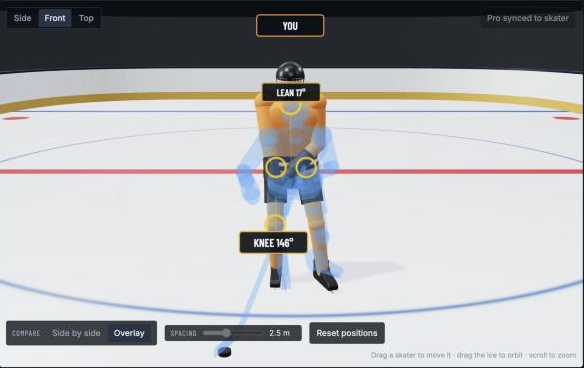 Side Front Top
YOU
Pro synced to skater
LEAN 17°
KNEE 146°
COMPARE Side by side Overlay
SPACING 2.5 m
Reset positions
Drag a skater to move it · drag the ice to orbit · scroll to zoom